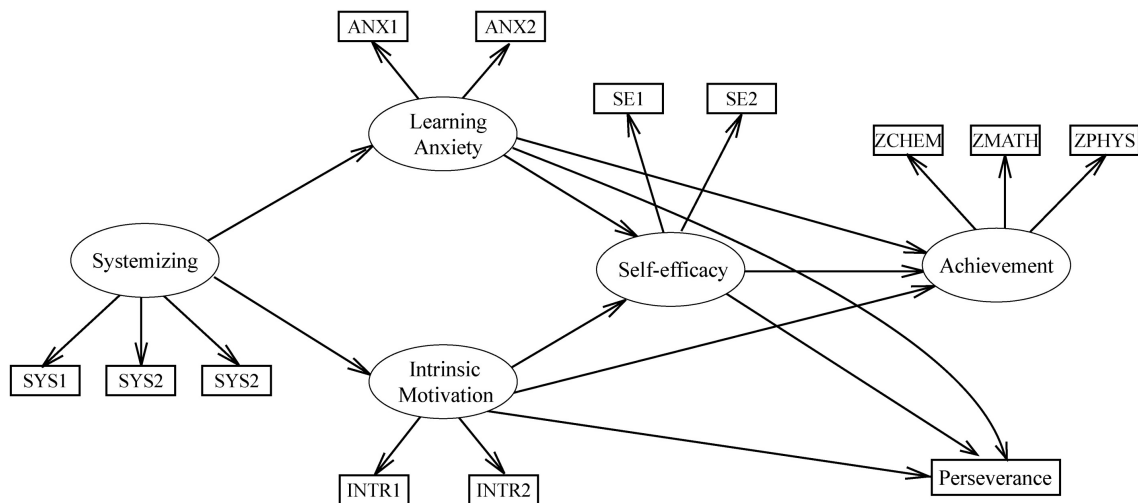 ANX1
ANX2
Learning
Anxiety
SE1
SE2
ZCHEM
ZMATH
ZPHYS
Systemizing
Self-efficacy
Achievement
SYS1
SYS2
SYS2
Intrinsic
Motivation
INTR1
INTR2
Perseverance